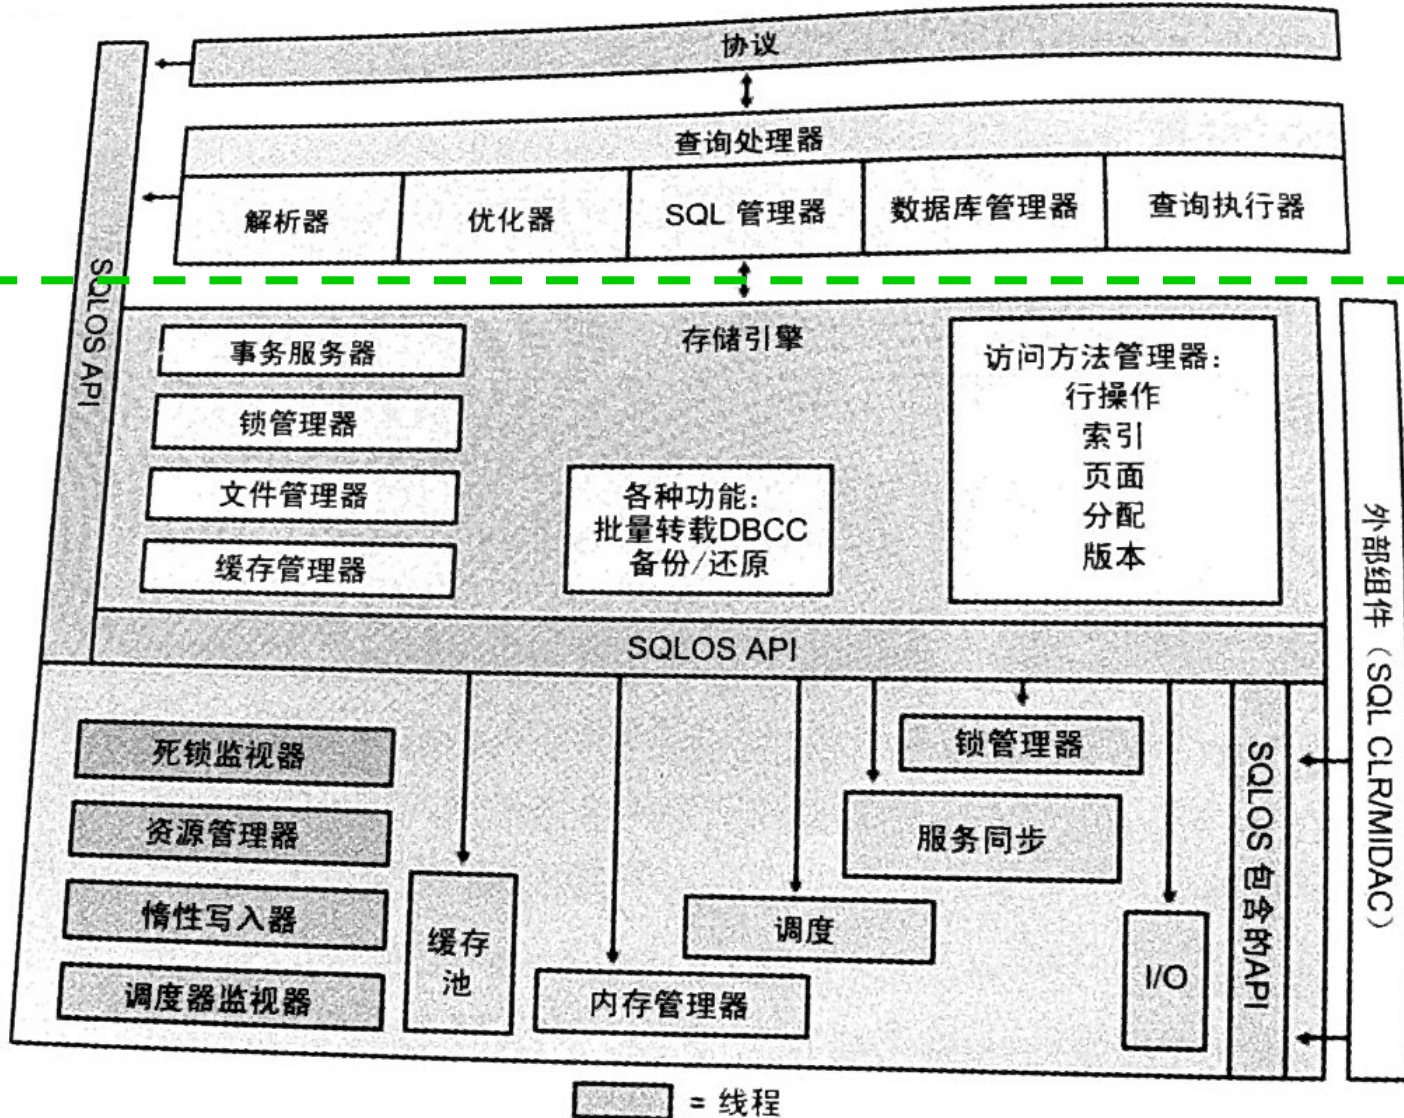 协议
查询处理器
解析器
优化器
SQL 管理器
数据库管理器
查询执行器
SQLOS API
存储引擎
事务服务器
锁管理器
文件管理器
缓存管理器
各种功能：
批量转载DBCC
备份/还原
访问方法管理器：
行操作
索引
页面
分配
版本
外部组件（SQL CLR/MIDAC）
SQLOS API
死锁监视器
资源管理器
惰性写入器
调度器监视器
缓存
池
内存管理器
调度
服务同步
锁管理器
I/O
SQLOS 包含的API
= 线程